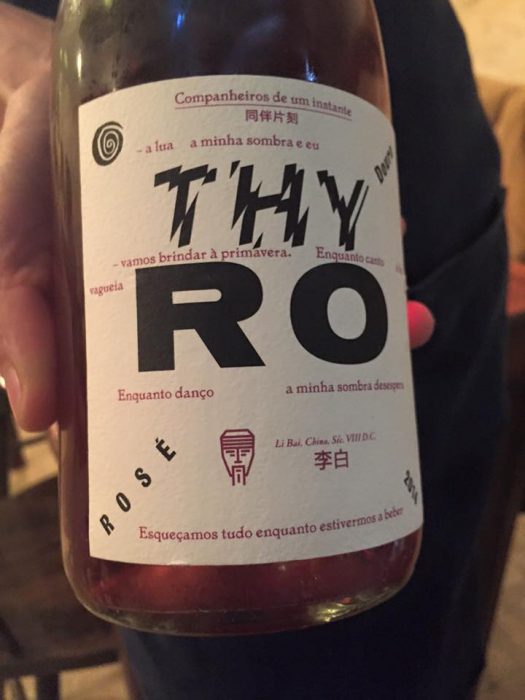 Companheiros de um instante
同伴片刻
- a lua a minha sombra e eu
Douro
THY
- vamos brindar à primavera. Enquanto canto
vagueia
RO
Enquanto danço a minha sombra
ROSÉ
Li Bai, China, Séc. VIII D.C.
李白
Esqueçamos tudo enquanto estivermos a beber